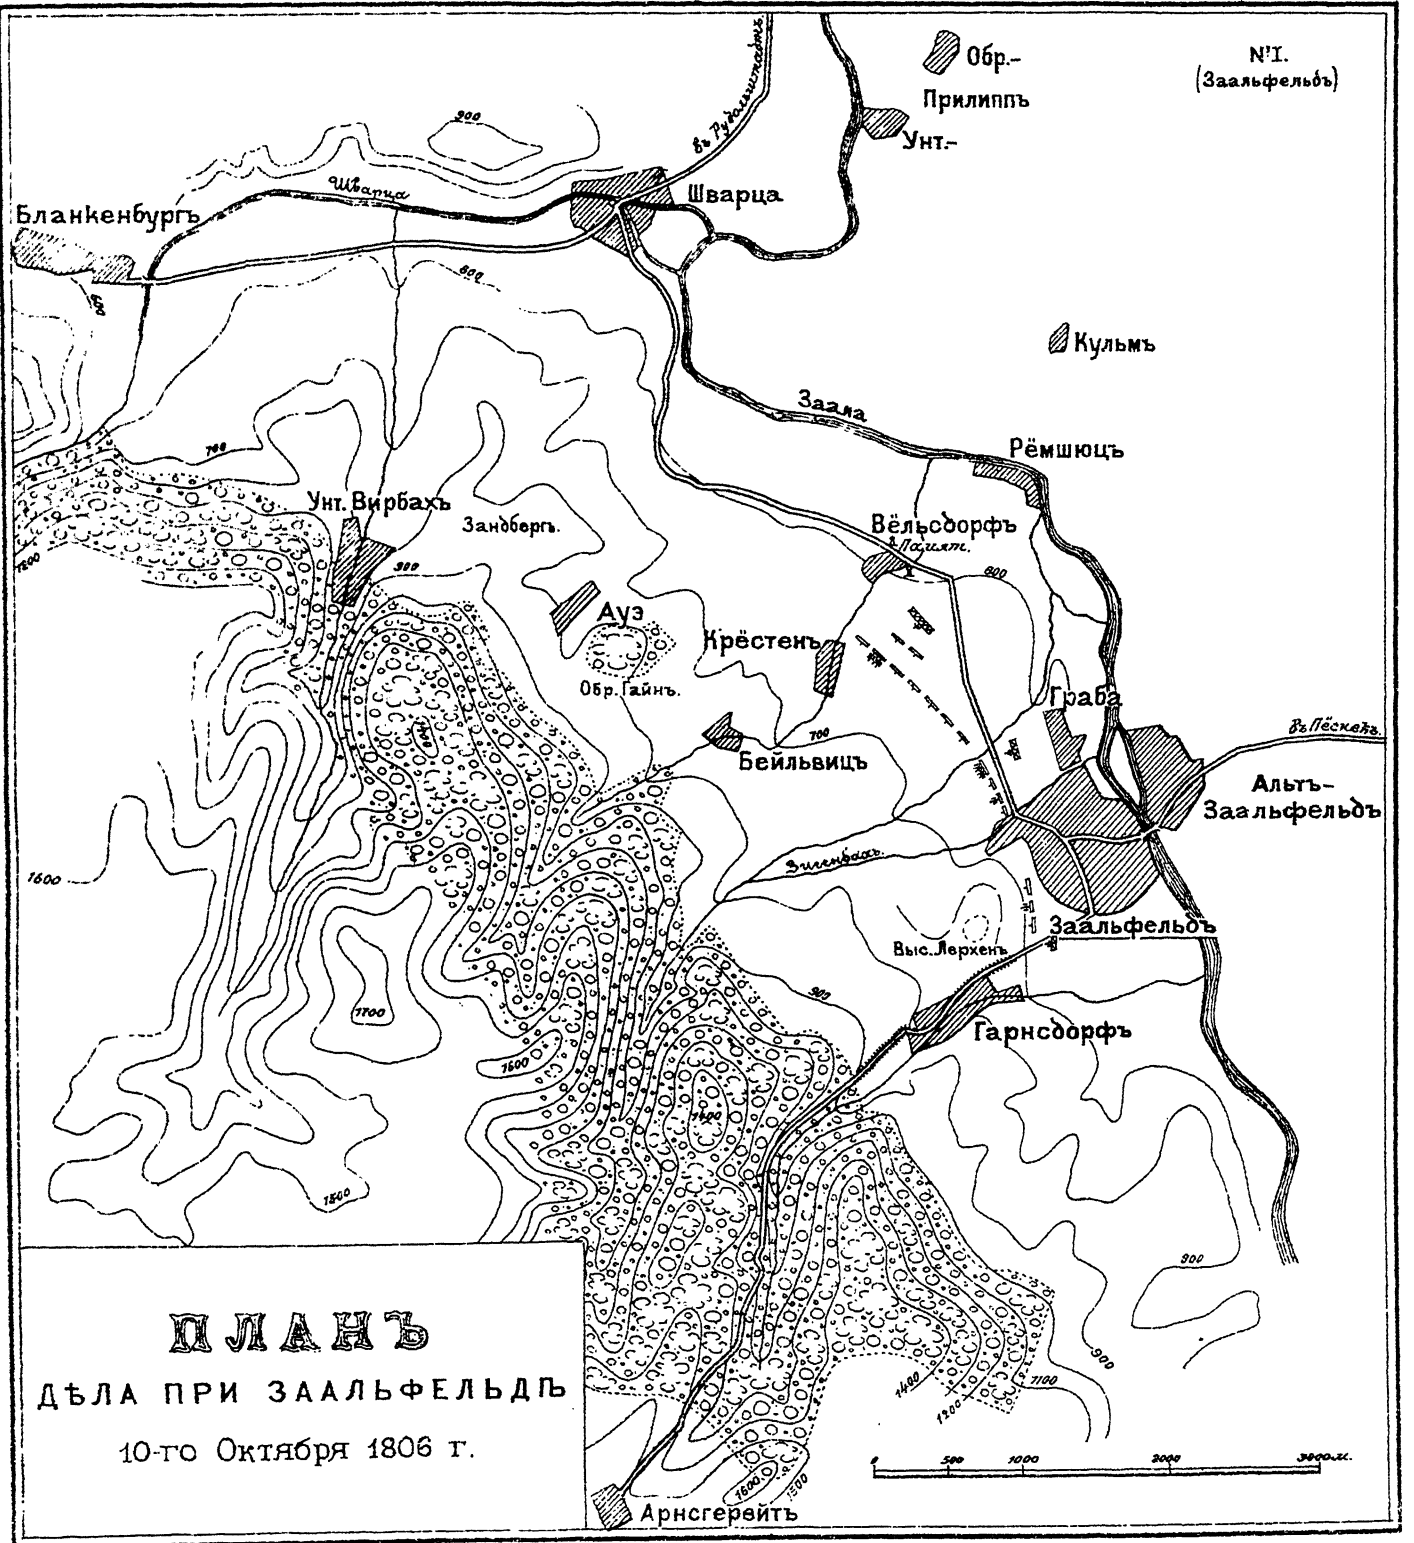 N°I.
(Заальфельдъ)
Обр.-
Прилиппъ
Унт.-
въ Рудольштадтъ
900
Шварца
Шварца
Бланкенбургъ
800
Кульмъ
Заала
Рёмшюцъ
700
Унт. Вирбахъ
Зандбергъ.
Вёльсдорфъ
Памят.
1200
900
800
Ауэ
Крёстенъ
Обр. Гайнъ.
Граба
въ Пёснекъ.
700
Бейльвицъ
Альтъ-
Заальфельдъ
Зигенбахъ.
1600
Заальфельдъ
Выс. Лерхенъ
900
1700
Гарнсдорфъ
1600
1400
1500
900
900
1100
1400
1200
ПЛАНЪ
ДѢЛА ПРИ ЗААЛЬФЕЛЬДѢ
10-го Октября 1806 г.
0 500 1000 2000 3000 м.
1600
1500
Арнсгерейтъ